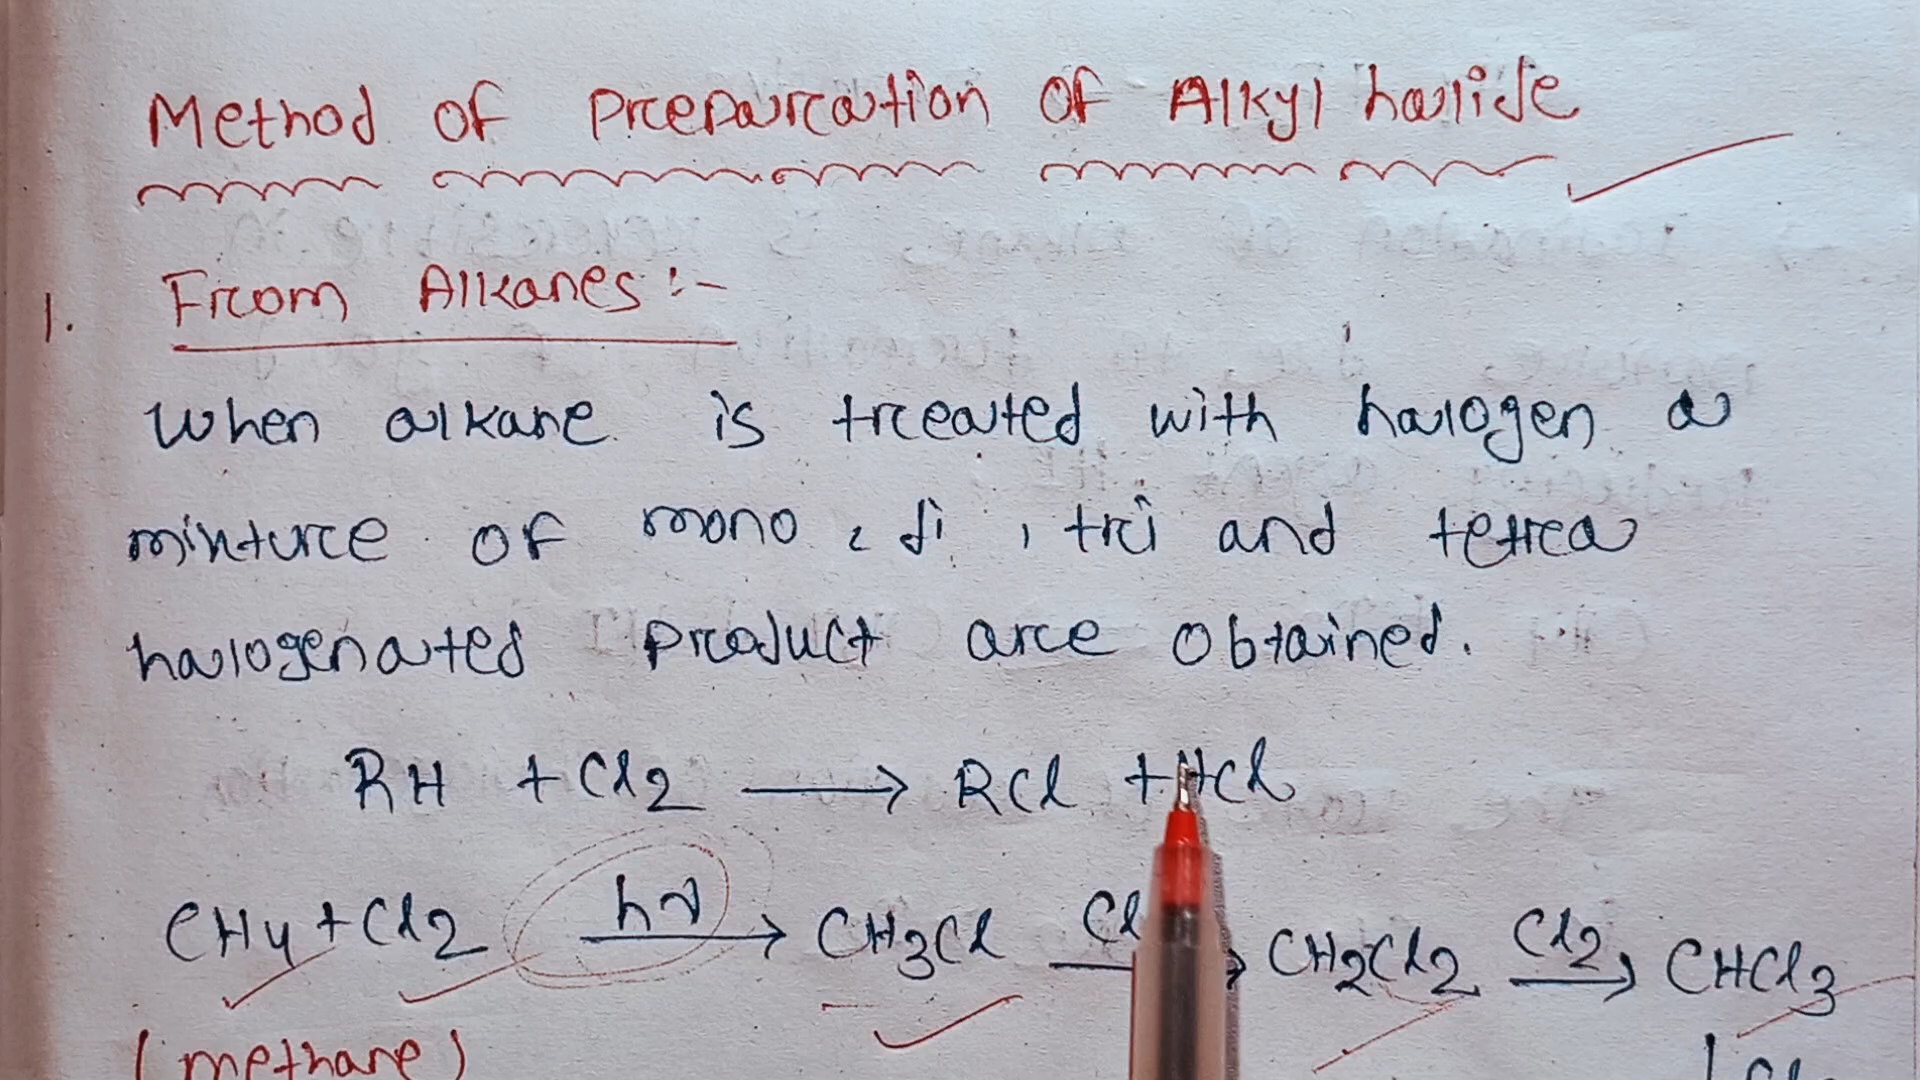 Method of Preparation of Alkyl halide
1. From Alkanes :-
When alkane is treated with halogen a
mixture of mono, di, tri and tetra
halogenated product are obtained.
RH + Cl2 → RCl + HCl
CH4 + Cl2 hν→ CH3Cl Cl → CH2Cl2 Cl2→ CHCl3
(methane)